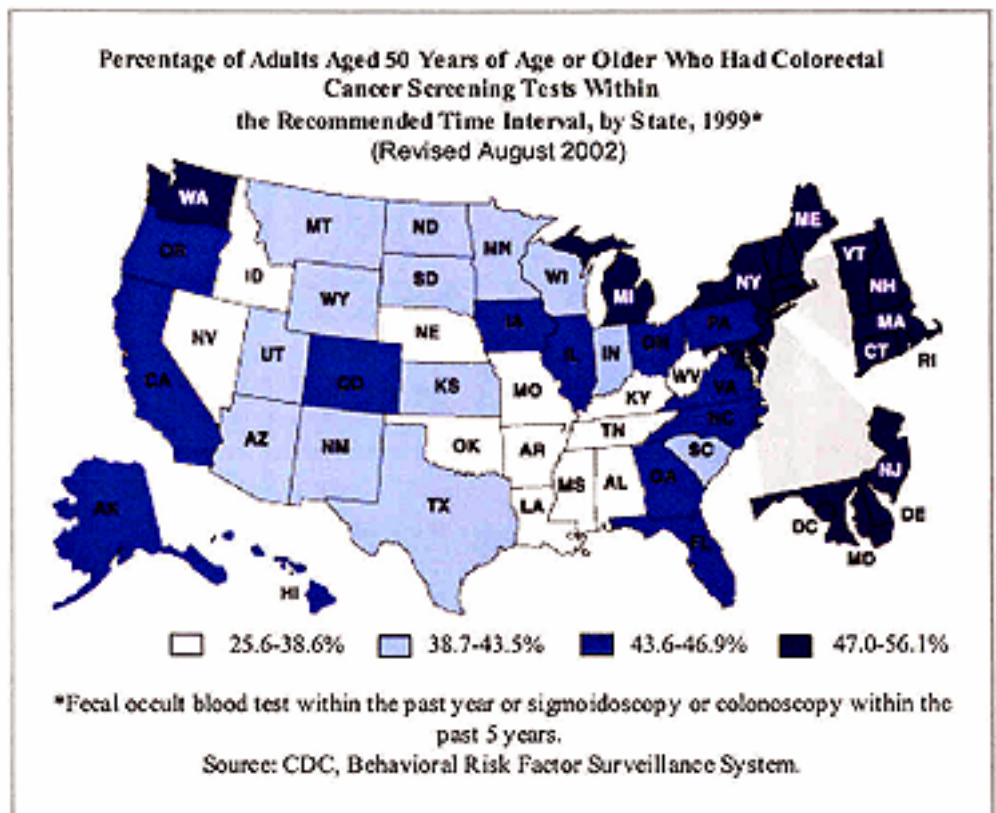 Percentage of Adults Aged 50 Years of Age or Older Who Had Colorectal
Cancer Screening Tests Within
the Recommended Time Interval, by State, 1999*
(Revised August 2002)
WA
MT
ND
MN
ME
OR
ID
SD
WI
VT
NY
NH
WY
MI
MA
NV
NE
IA
PA
CT
RI
UT
IL
IN
OH
CA
CO
KS
MO
WV
VA
KY
NC
AZ
NM
OK
AR
TN
SC
NJ
MS
AL
GA
TX
LA
AK
FL
DC
DE
MD
HI
25.6-38.6%
38.7-43.5%
43.6-46.9%
47.0-56.1%
*Fecal occult blood test within the past year or sigmoidoscopy or colonoscopy within the
past 5 years.
Source: CDC, Behavioral Risk Factor Surveillance System.